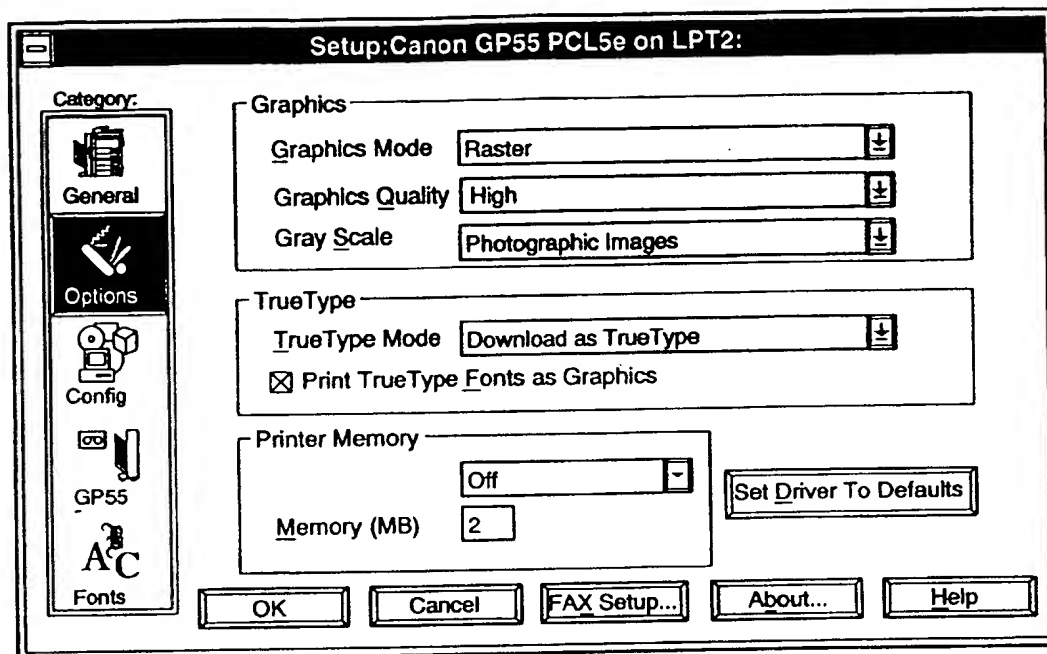 Setup:Canon GP55 PCL5e on LPT2:
Category:
General
Options
Config
GP55
Fonts
Graphics
Graphics Mode Raster
Graphics Quality High
Gray Scale Photographic Images
TrueType
TrueType Mode Download as TrueType
Print TrueType Fonts as Graphics
Printer Memory
Off
Memory (MB) 2
Set Driver To Defaults
OK Cancel FAX Setup... About... Help